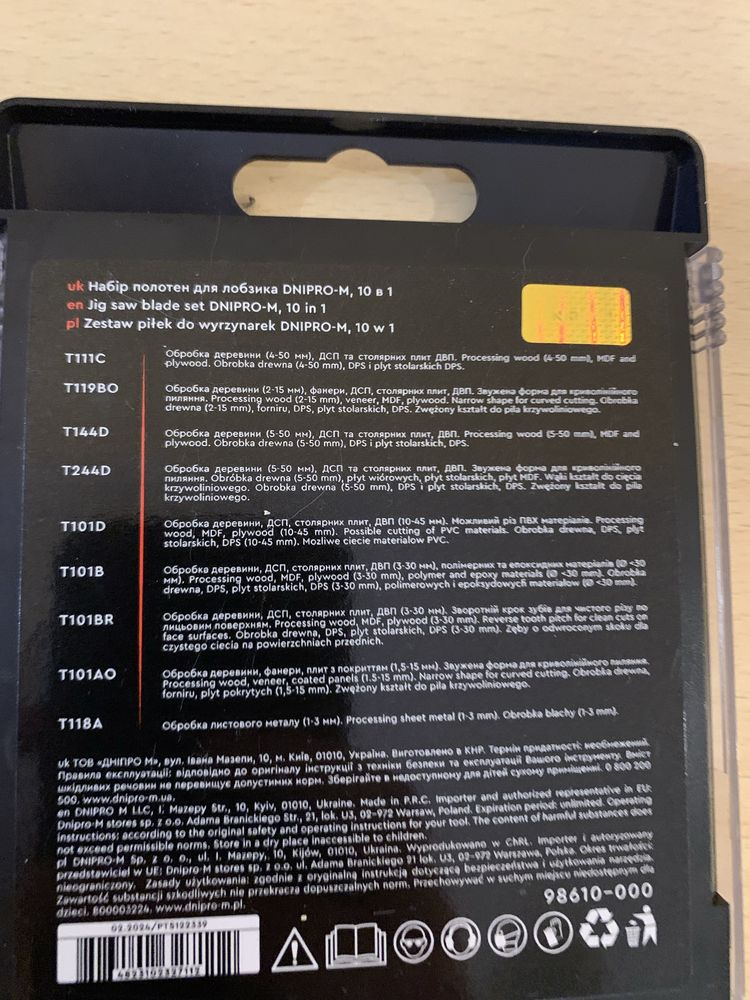 uk Набір полотен для лобзика DNIPRO-M, 10 в 1
en Jig saw blade set DNIPRO-M, 10 in 1
pl Zestaw piłek do wyrzynarek DNIPRO-M, 10 w 1
T111C
Обробка деревини (4-50 мм), ДСП та столярних плит ДВП. Processing wood (4-50 mm), MDF and
plywood. Obrobka drewna (4-50 mm), DPS i plyt stolarskich DPS.
T119BO
Обробка деревини (2-15 мм), фанери, ДСП, столярних плит, ДВП. Звужена форма для криволінійного
пиляння. Processing wood (2-15 mm), veneer, MDF, plywood. Narrow shape for curved cutting. Obrobka
drewna (2-15 mm), forniru, DPS, plyt stolarskich, DPS. Zwężony kształt do piła krzywoliniowego.
T144D
Обробка деревини (5-50 мм), ДСП та столярних плит, ДВП. Processing wood (5-50 mm), MDF and
plywood. Obrobka drewna (5-50 mm), DPS i plyt stolarskich, DPS.
T244D
Обробка деревини (5-50 мм), ДСП та столярних плит, ДВП. Звужена форма для криволінійного
пиляння. Obróbka drewna (5-50 mm), płyt wiórowych, płyt stolarskich, płyt MDF. Wąki kształt do cięcia
krzywoliniowego. Obrobka drewna (5-50 mm), DPS i plyt stolarskich, DPS. Zwężony kształt do piła
krzywoliniowego.
T101D
Обробка деревини, ДСП, столярних плит, ДВП (10-45 мм). Можливий різ ПВХ матеріалів. Processing
wood, MDF, plywood (10-45 mm). Possible cutting of PVC materials. Obrobka drewna, DPS, plyt
stolarskich, DPS (10-45 mm). Mozliwe ciecie materialow PVC.
T101B
Обробка деревини, ДСП, столярних плит, ДВП (3-30 мм), полімерних та епоксидних матеріалів (Ø <30
мм). Processing wood, MDF, plywood (3-30 mm), polymer and epoxy materials (Ø <30 mm). Obrobka
drewna, DPS, plyt stolarskich, DPS (3-30 mm), polimerowych i epoksydowych materialow (Ø <30 mm).
T101BR
Обробка деревини, ДСП, столярних плит, ДВП (3-30 мм). Зворотній крок зубів для чистого різу по
лицьовим поверхням. Processing wood, MDF, plywood (3-30 mm). Reverse tooth pitch for clean cuts on
face surfaces. Obrobka drewna, DPS, plyt stolarskich, DPS (3-30 mm). Zęby o odwroconym skoku dla
czystego ciecia na powierzchniach przednich.
T101AO
Обробка деревини, фанери, плит з покриттям (1,5-15 мм). Звужена форма для криволінійного пиляння.
Processing wood, veneer, coated panels (1.5-15 mm). Narrow shape for curved cutting. Obrobka drewna,
forniru, plyt pokrytych (1,5-15 mm). Zwężony kształt do piła krzywoliniowego.
T118A
Обробка листового металу (1-3 мм). Processing sheet metal (1-3 mm). Obrobka blachy (1-3 mm).
uk ТОВ «ДНІПРО М», вул. Івана Мазепи, 10, м. Київ, 01010, Україна. Виготовлено в КНР. Термін придатності: необмежений.
Правила експлуатації: відповідно до оригіналу інструкції з техніки безпеки та експлуатації Вашого інструменту. Вміст
шкідливих речовин не перевищує допустимих норм. Зберігайте в недоступному для дітей сухому приміщенні. 0 800 200
500. www.dnipro-m.ua.
en DNIPRO M LLC, I. Mazepy Str., 10, Kyiv, 01010, Ukraine. Made in P.R.C. Importer and authorized representative in EU:
Dnipro-M stores sp. z o.o. Adama Branickiego Str., 21, lok. U3, 02-972 Warsaw, Poland. Expiration period: unlimited. Operating
instructions: according to the original safety and operating instructions for your tool. The content of harmful substances does
not exceed permissible norms. Store in a dry place inaccessible to children.
pl DNIPRO-M Sp. z o. o., ul. I. Mazepy, 10, Kijów, 01010, Ukraina. Wyprodukowano w ChRL. Importer i autoryzowany
przedstawiciel w UE: Dnipro-M stores sp. z o.o. ul. Adama Branickiego 21 lok. U3, 02-972 Warszawa, Polska. Okres trwałości:
nieograniczony. Zasady użytkowania: zgodnie z oryginalną instrukcją dotyczącą bezpieczeństwa i użytkowania narzędzia.
Zawartość substancji szkodliwych nie przekracza dopuszczalnych norm. Przechowywać w suchym miejscu niedostępnym dla
dzieci. 800003224. www.dnipro-m.pl.
98610-000
02.2024/PTS122339